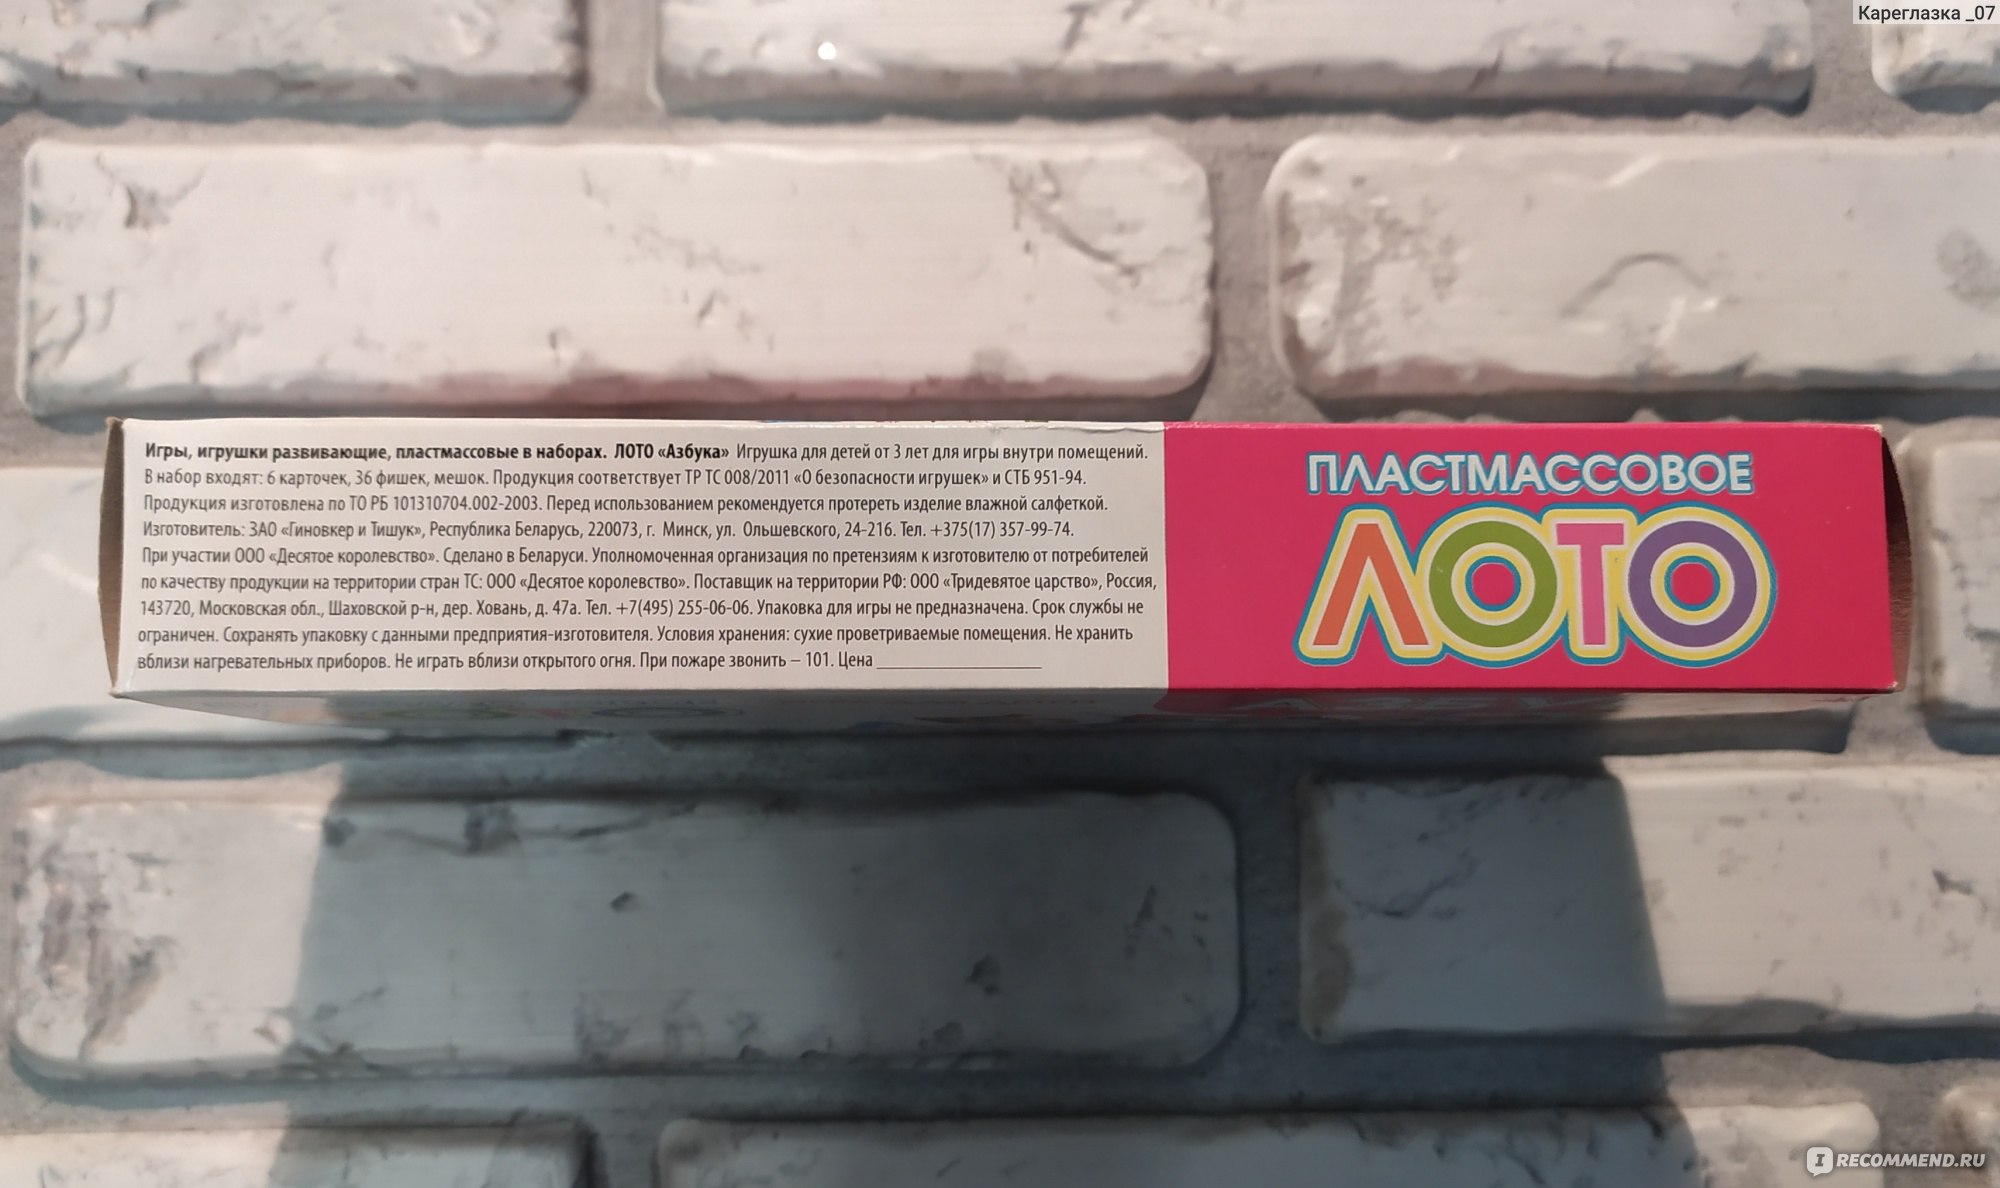 Кареглазка _07
Игры, игрушки развивающие, пластмассовые в наборах. ЛОТО «Азбука» Игрушка для детей от 3 лет для игры внутри помещений.
В набор входят: 6 карточек, 36 фишек, мешок. Продукция соответствует ТР ТС 008/2011 «О безопасности игрушек» и СТБ 951-94.
Продукция изготовлена по ТО РБ 101310704.002-2003. Перед использованием рекомендуется протереть изделие влажной салфеткой.
Изготовитель: ЗАО «Гиновкер и Тишук», Республика Беларусь, 220073, г. Минск, ул. Ольшевского, 24-216. Тел. +375(17) 357-99-74.
При участии ООО «Десятое королевство». Сделано в Беларуси. Уполномоченная организация по претензиям к изготовителю от потребителей
по качеству продукции на территории стран ТС: ООО «Десятое королевство». Поставщик на территории РФ: ООО «Тридевятое царство», Россия,
143720, Московская обл., Шаховской р-н, дер. Ховань, д. 47а. Тел. +7(495) 255-06-06. Упаковка для игры не предназначена. Срок службы не
ограничен. Сохранять упаковку с данными предприятия-изготовителя. Условия хранения: сухие проветриваемые помещения. Не хранить
вблизи нагревательных приборов. Не играть вблизи открытого огня. При пожаре звонить – 101. Цена ____________________
ПЛАСТМАССОВОЕ
ЛОТО
IRECOMMEND.RU